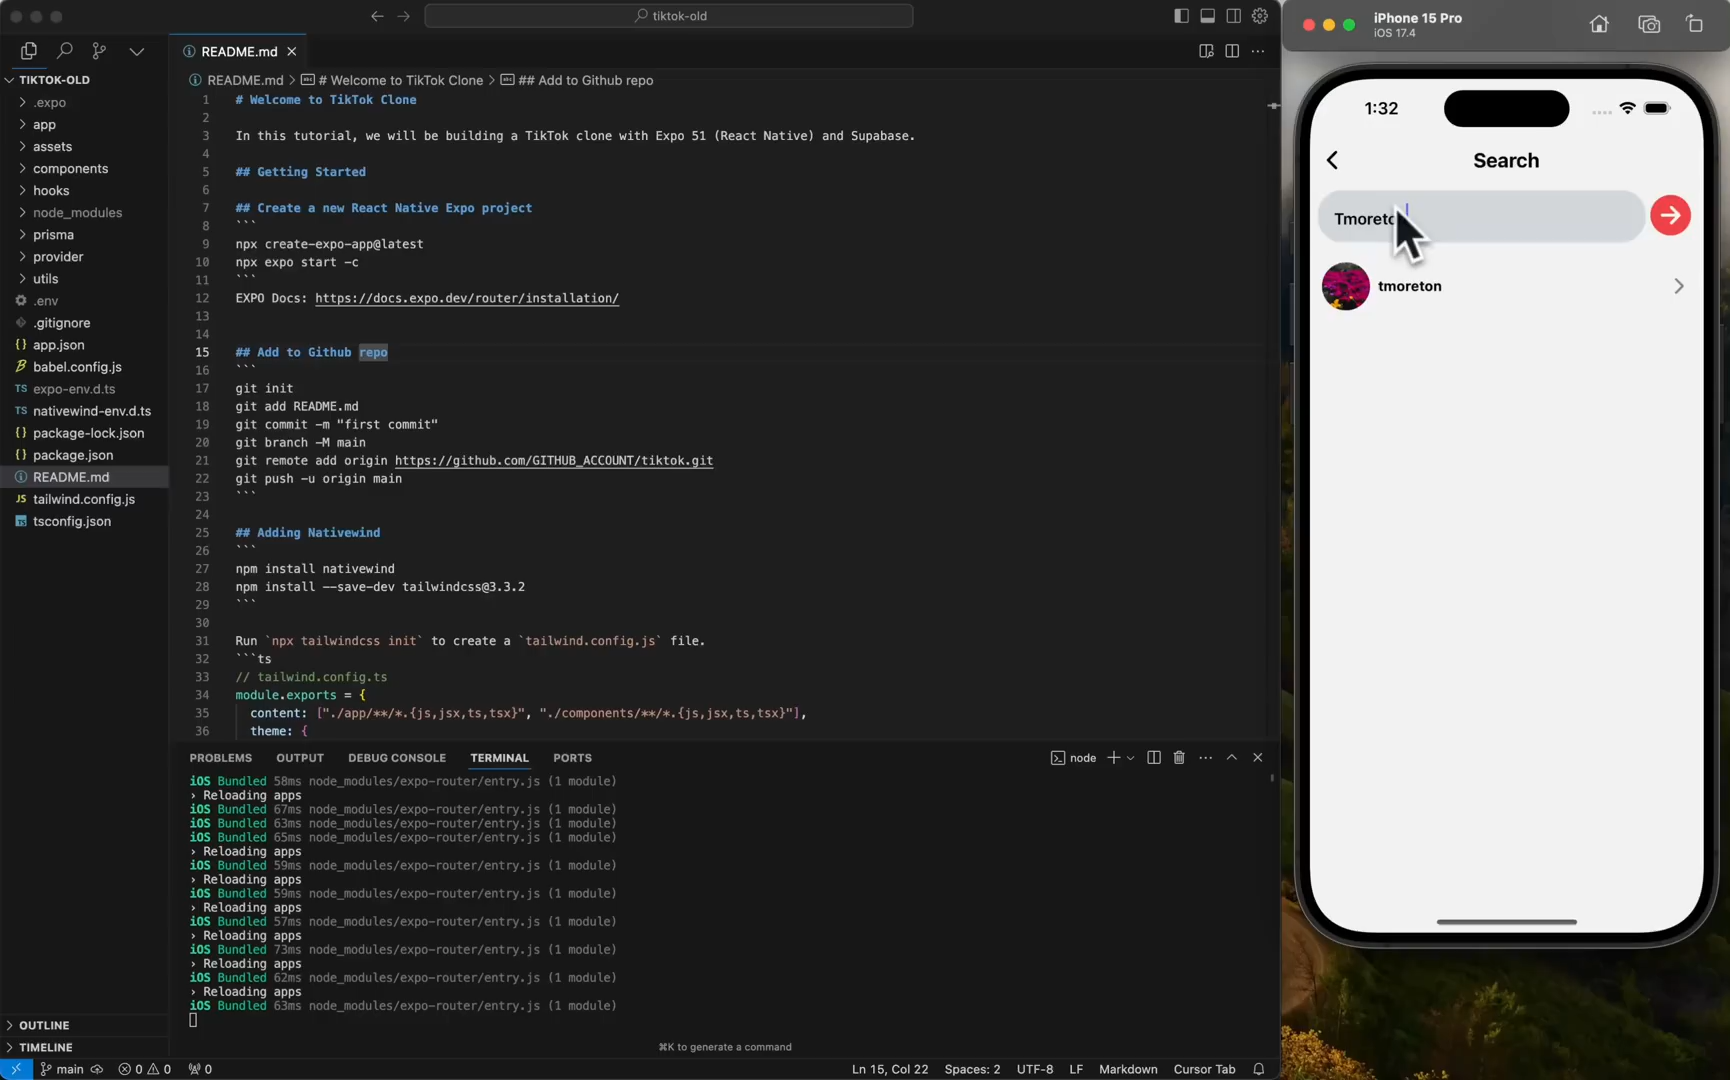 tiktok-old
README.md
README.md > # Welcome to TikTok Clone > ## Add to Github repo
TIKTOK-OLD
.expo
app
assets
components
hooks
node_modules
prisma
provider
utils
.env
.gitignore
{} app.json
babel.config.js
TS expo-env.d.ts
TS nativewind-env.d.ts
{} package-lock.json
{} package.json
README.md
JS tailwind.config.js
tsconfig.json
OUTLINE
TIMELINE
1 # Welcome to TikTok Clone
2
3 In this tutorial, we will be building a TikTok clone with Expo 51 (React Native) and Supabase.
4
5 ## Getting Started
6
7 ## Create a new React Native Expo project
8 ```
9 npx create-expo-app@latest
10 npx expo start -c
11 ```
12 EXPO Docs: https://docs.expo.dev/router/installation/
13
14
15 ## Add to Github repo
16 ```
17 git init
18 git add README.md
19 git commit -m "first commit"
20 git branch -M main
21 git remote add origin https://github.com/GITHUB_ACCOUNT/tiktok.git
22 git push -u origin main
23 ```
24
25 ## Adding Nativewind
26 ```
27 npm install nativewind
28 npm install --save-dev tailwindcss@3.3.2
29 ```
30
31 Run `npx tailwindcss init` to create a `tailwind.config.js` file.
32 ```ts
33 // tailwind.config.ts
34 module.exports = {
35 content: ["./app/**/*.{js,jsx,ts,tsx}", "./components/**/*.{js,jsx,ts,tsx}"],
36 theme: {
PROBLEMS OUTPUT DEBUG CONSOLE TERMINAL PORTS node
iOS Bundled 58ms node_modules/expo-router/entry.js (1 module)
› Reloading apps
iOS Bundled 67ms node_modules/expo-router/entry.js (1 module)
iOS Bundled 63ms node_modules/expo-router/entry.js (1 module)
iOS Bundled 65ms node_modules/expo-router/entry.js (1 module)
› Reloading apps
iOS Bundled 59ms node_modules/expo-router/entry.js (1 module)
› Reloading apps
iOS Bundled 59ms node_modules/expo-router/entry.js (1 module)
› Reloading apps
iOS Bundled 57ms node_modules/expo-router/entry.js (1 module)
› Reloading apps
iOS Bundled 73ms node_modules/expo-router/entry.js (1 module)
› Reloading apps
iOS Bundled 62ms node_modules/expo-router/entry.js (1 module)
› Reloading apps
iOS Bundled 63ms node_modules/expo-router/entry.js (1 module)
⌘K to generate a command
main 0 0 0 Ln 15, Col 22 Spaces: 2 UTF-8 LF Markdown Cursor Tab
iPhone 15 Pro
iOS 17.4
1:32
Search
tmoreton